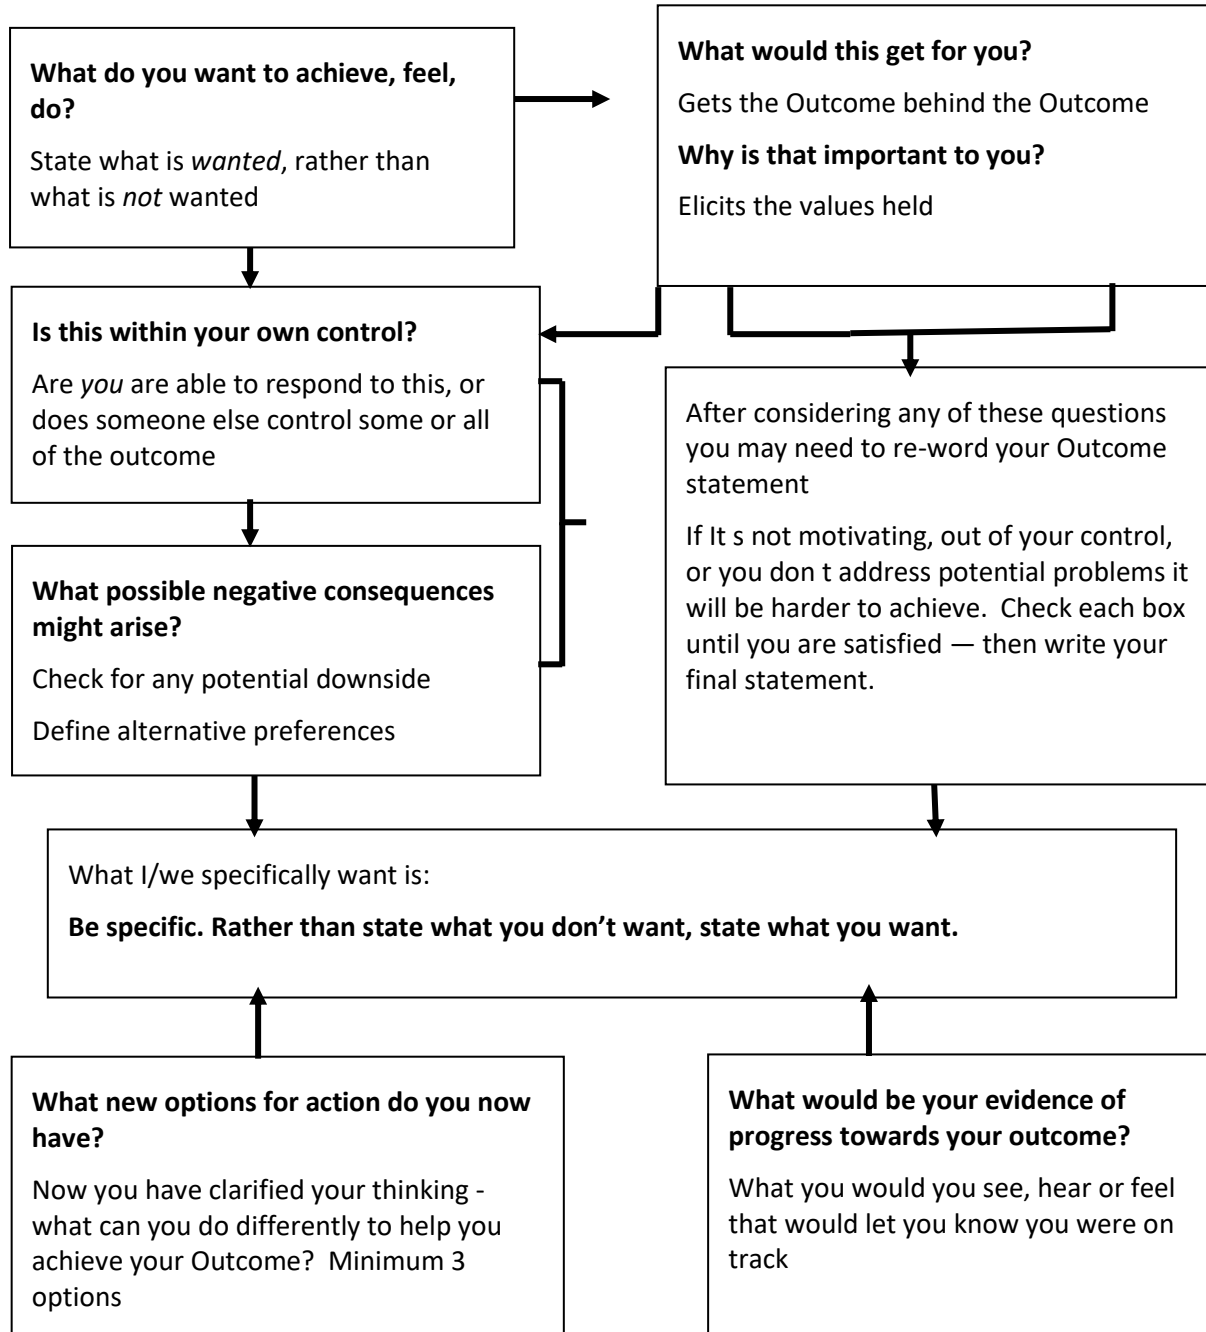 What do you want to achieve, feel,
do?
State what is wanted, rather than
what is not wanted
What would this get for you?
Gets the Outcome behind the Outcome
Why is that important to you?
Elicits the values held
Is this within your own control?
Are you are able to respond to this, or
does someone else control some or all
of the outcome
After considering any of these questions
you may need to re-word your Outcome
statement
If It s not motivating, out of your control,
or you don t address potential problems it
will be harder to achieve.  Check each box
until you are satisfied — then write your
final statement.
What possible negative consequences
might arise?
Check for any potential downside
Define alternative preferences
What I/we specifically want is:
Be specific. Rather than state what you don’t want, state what you want.
What new options for action do you now
have?
Now you have clarified your thinking -
what can you do differently to help you
achieve your Outcome?  Minimum 3
options
What would be your evidence of
progress towards your outcome?
What you would you see, hear or feel
that would let you know you were on
track